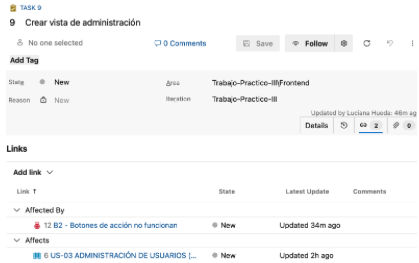 TASK 9
9 Crear vista de administración
No one selected
0 Comments
Save
Follow
Add Tag
State New
Area Trabajo-Practico-III\Frontend
Reason New
Iteration Trabajo-Practico-III
Updated by Luciana Hueda: 46m ag
Details 2 0
Links
Add link
Link State Latest Update Comments
Affected By
12 B2 - Botones de acción no funcionan New Updated 34m ago
Affects
6 US-03 ADMINISTRACIÓN DE USUARIOS (... New Updated 2h ago